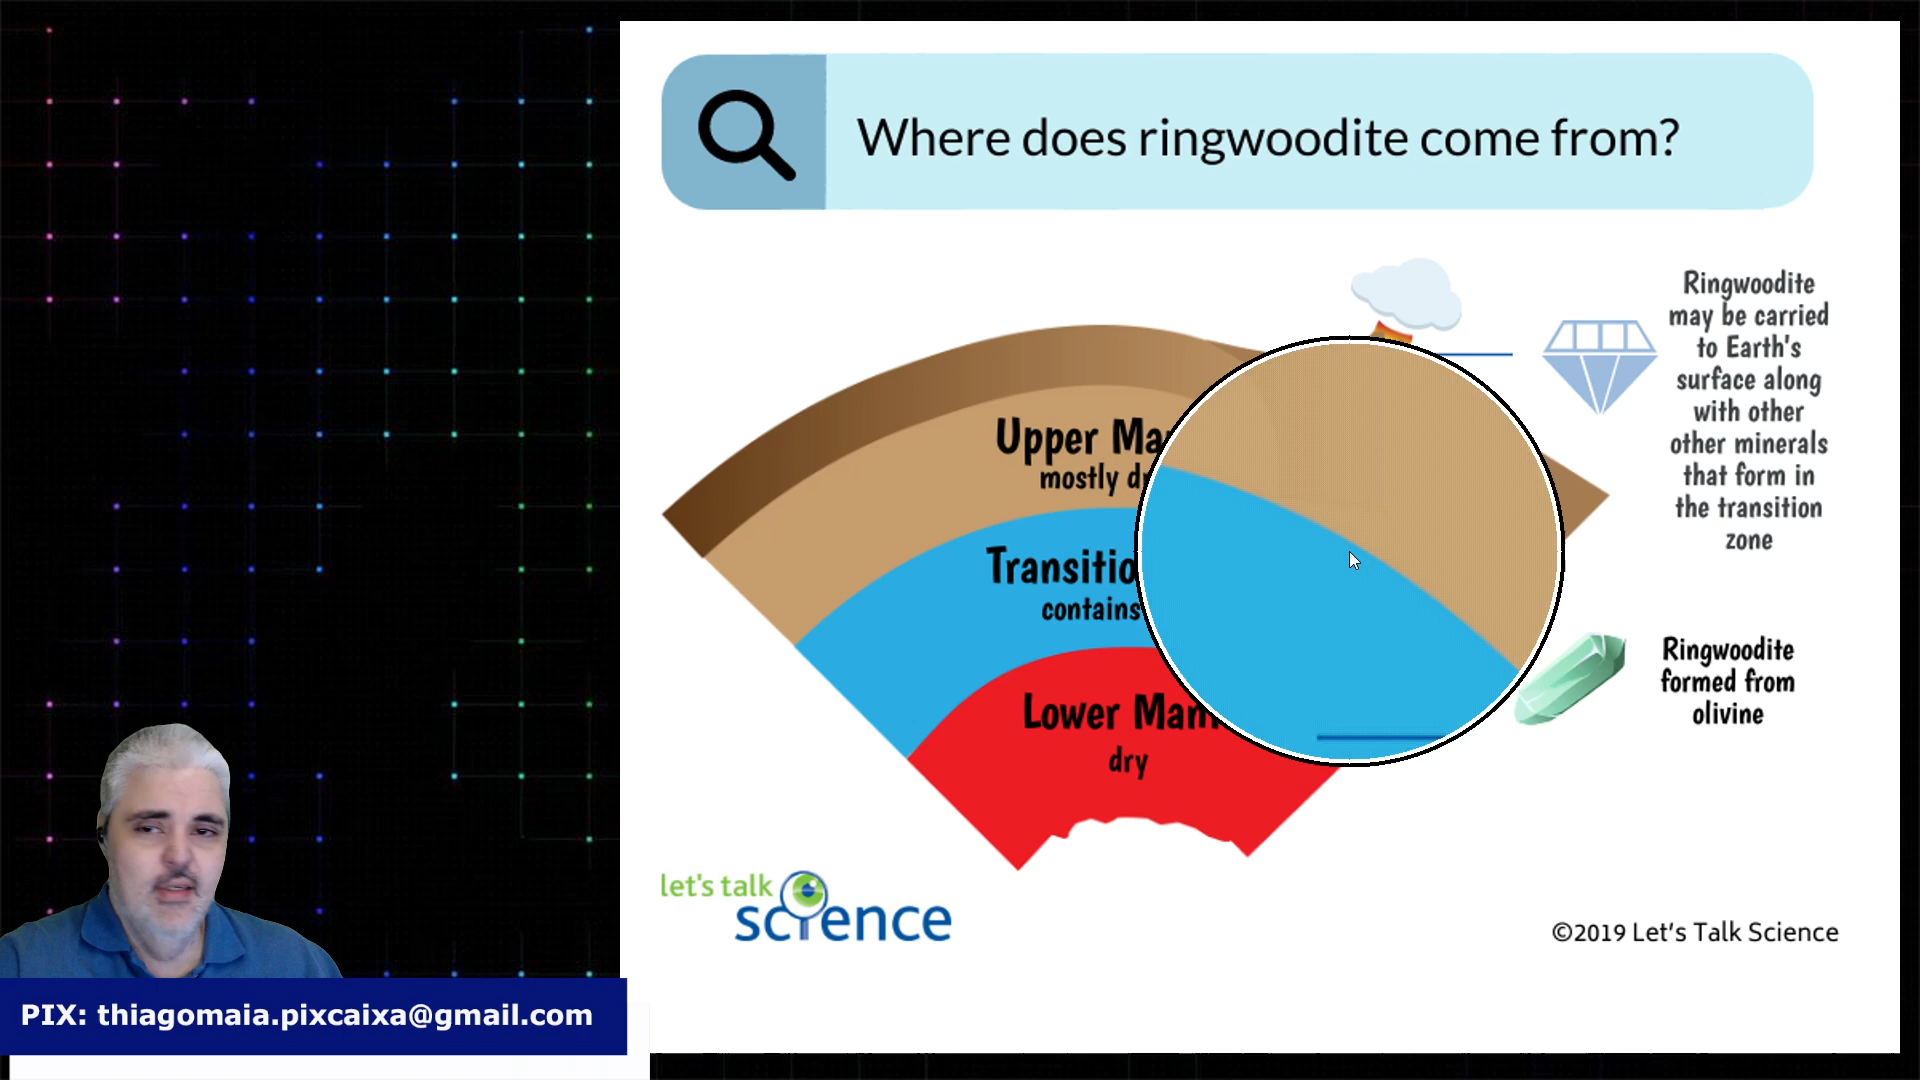 Where does ringwoodite come from?
Ringwoodite
may be carried
to Earth's
surface along
with other
other minerals
that form in
the transition
zone
Upper
mostly
Transitio
contains
Lower
dry
Ringwoodite
formed from
olivine
let's talk
science
©2019 Let's Talk Science
PIX: thiagomaia.pixcaixa@gmail.com